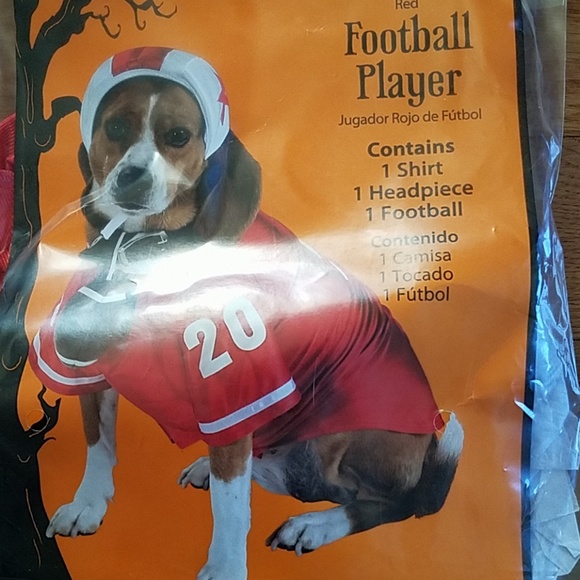 Red
Football
Player
Jugador Rojo de Fútbol
Contains
1 Shirt
1 Headpiece
1 Football
Contenido
1 Camisa
1 Tocado
1 Fútbol
20